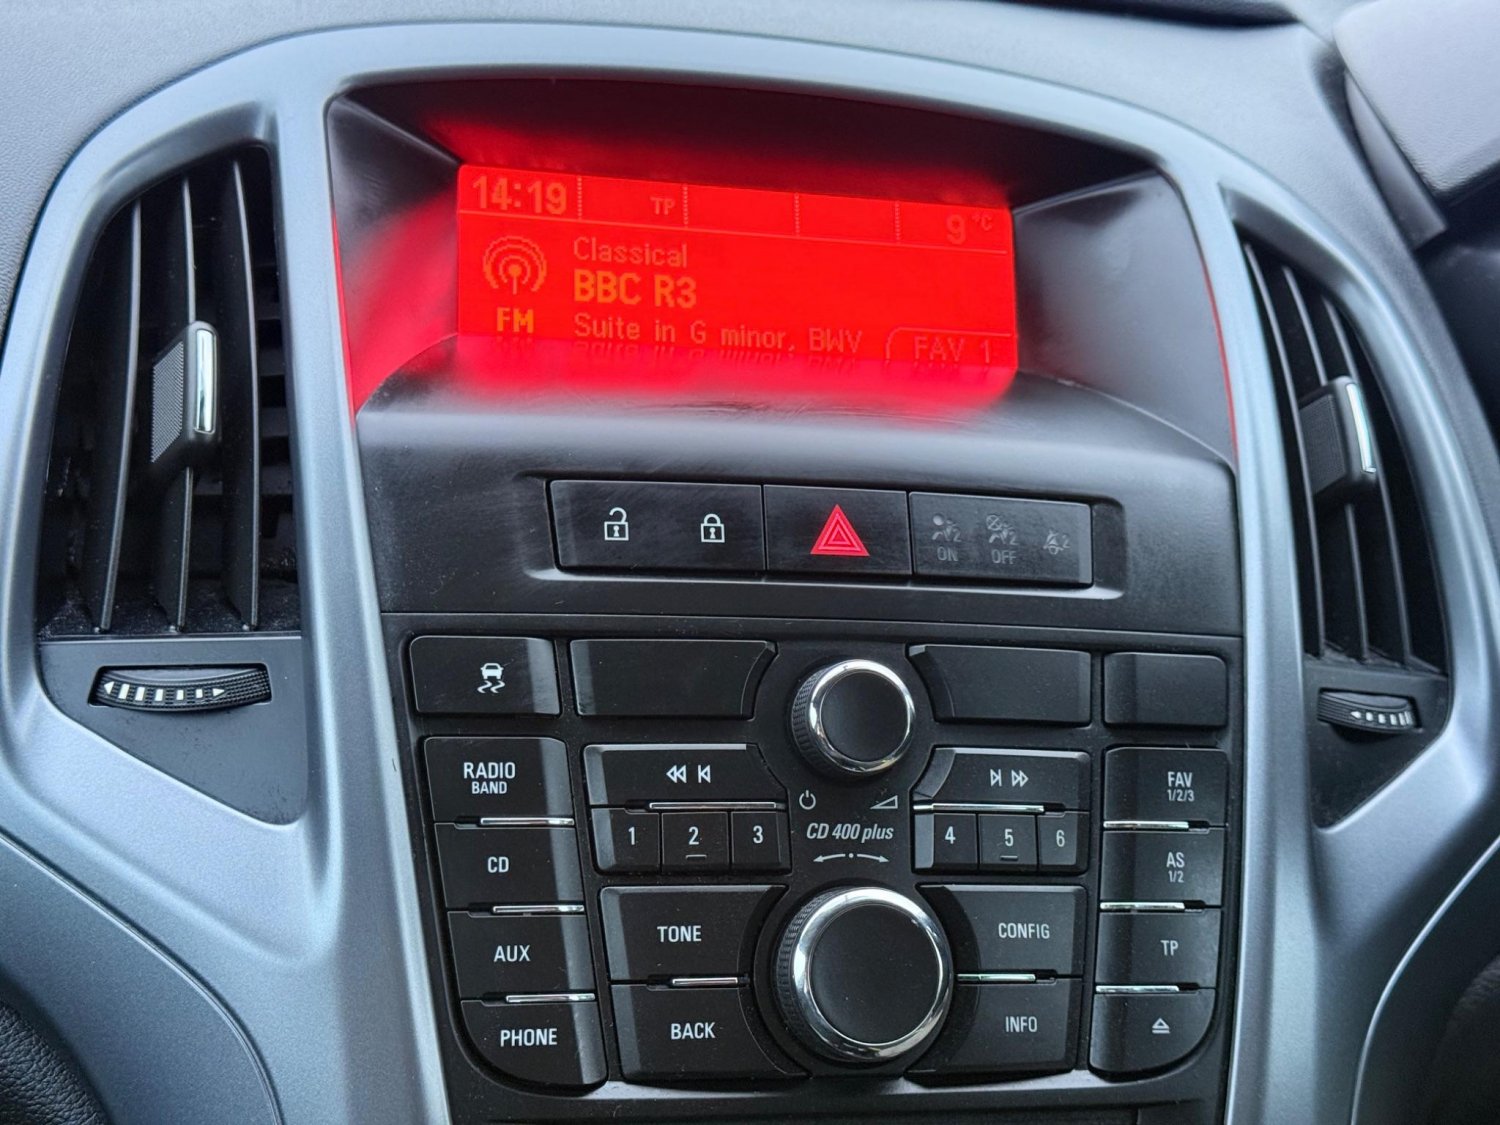 14:19 TP 9 °C
Classical
BBC R3
FM Suite in G minor, BWV FAV 1
ON OFF
RADIO
BAND
FAV
1/2/3
1 2 3 CD 400 plus 4 5 6
CD
AS
1/2
TONE CONFIG
AUX TP
BACK INFO
PHONE